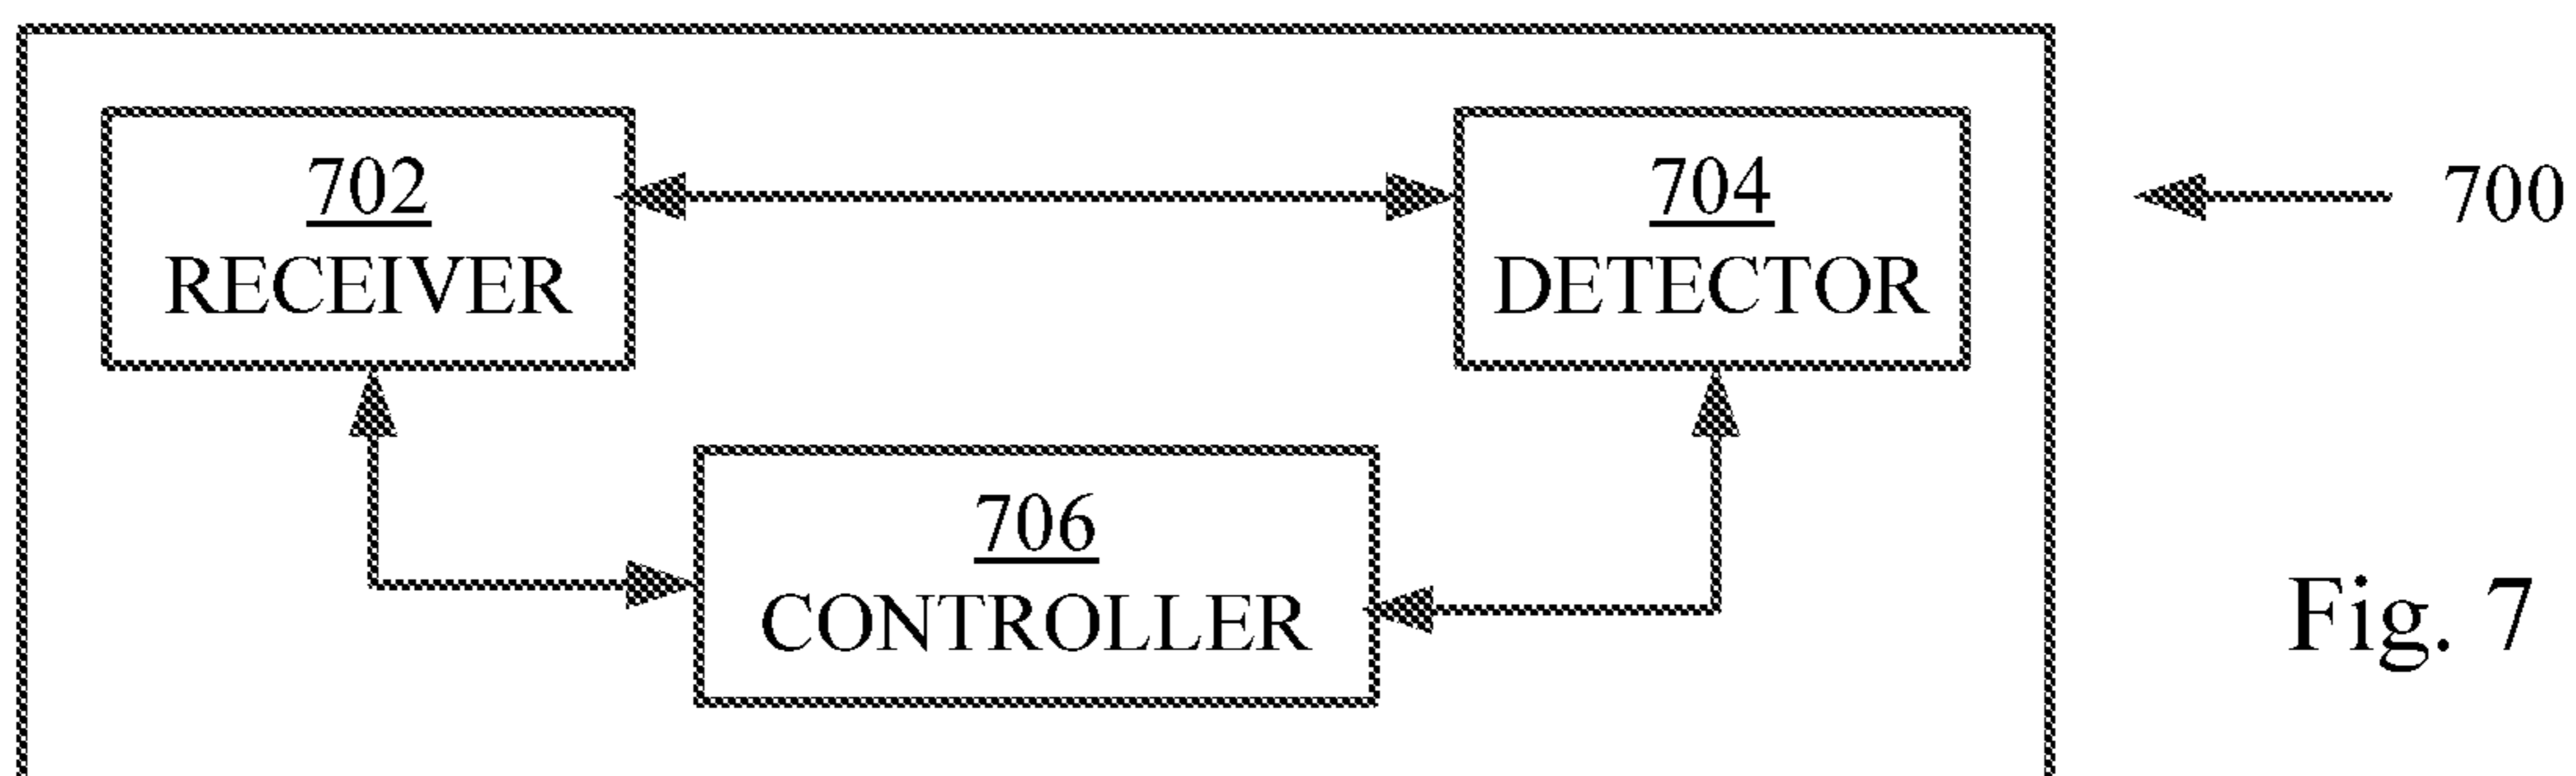 702
RECEIVER
704
DETECTOR
700
706
CONTROLLER
Fig. 7